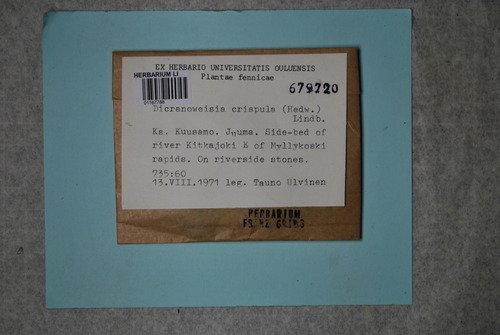 EX HERBARIO UNIVERSITATIS OULUENSIS
Plantae fennicae
HERBARIUM LI
679720
Dicranoweisia crispula (Hedw.)
Lindb.
Ks. Kuusamo. Juuma. Side-bed of
river Kitkajoki E of Myllykoski
rapids. On riverside stones.
735:60
13.VIII.1971 leg. Tauno Ulvinen
HERBARIUM